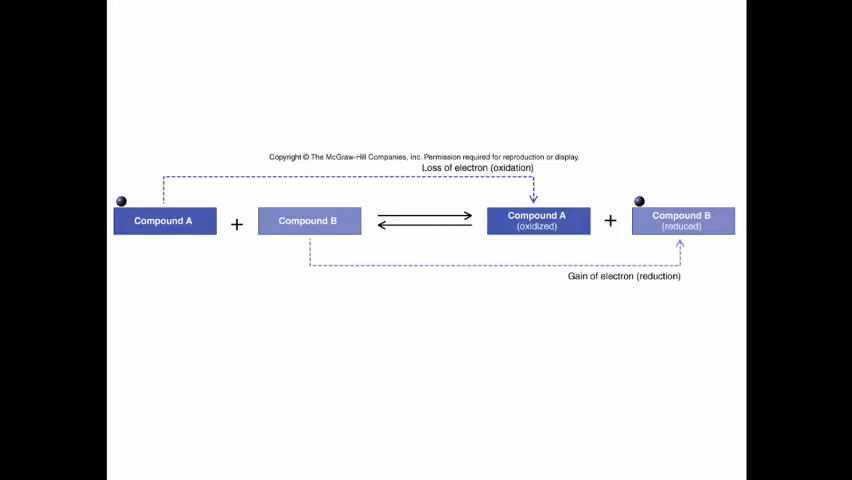 Copyright © The McGraw-Hill Companies, Inc. Permission required for reproduction or display.
Loss of electron (oxidation)
Compound A
+
Compound B
Compound A
(oxidized)
+
Compound B
(reduced)
Gain of electron (reduction)